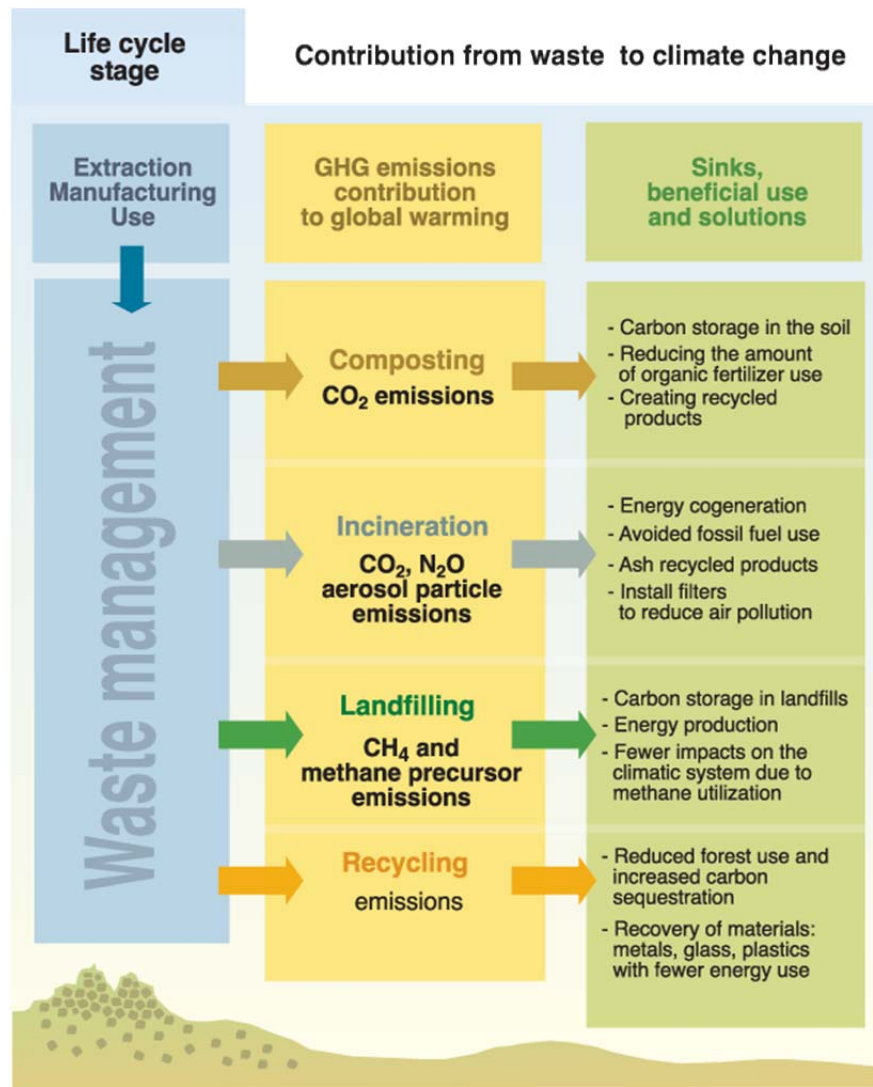 Life cycle
stage
Contribution from waste to climate change
Extraction
Manufacturing
Use
GHG emissions
contribution
to global warming
Sinks,
beneficial use
and solutions
Waste management
Composting
CO₂ emissions
- Carbon storage in the soil
- Reducing the amount
of organic fertilizer use
- Creating recycled
products
Incineration
CO₂, N₂O
aerosol particle
emissions
- Energy cogeneration
- Avoided fossil fuel use
- Ash recycled products
- Install filters
to reduce air pollution
Landfilling
CH₄ and
methane precursor
emissions
- Carbon storage in landfills
- Energy production
- Fewer impacts on the
climatic system due to
methane utilization
Recycling
emissions
- Reduced forest use and
increased carbon
sequestration
- Recovery of materials:
metals, glass, plastics
with fewer energy use